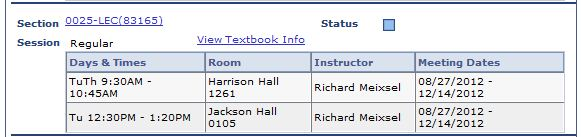 Section 0025-LEC(83165) Status
Session Regular View Textbook Info
Days & Times Room Instructor Meeting Dates
TuTh 9:30AM - 10:45AM Harrison Hall 1261 Richard Meixsel 08/27/2012 - 12/14/2012
Tu 12:30PM - 1:20PM Jackson Hall 0105 Richard Meixsel 08/27/2012 - 12/14/2012